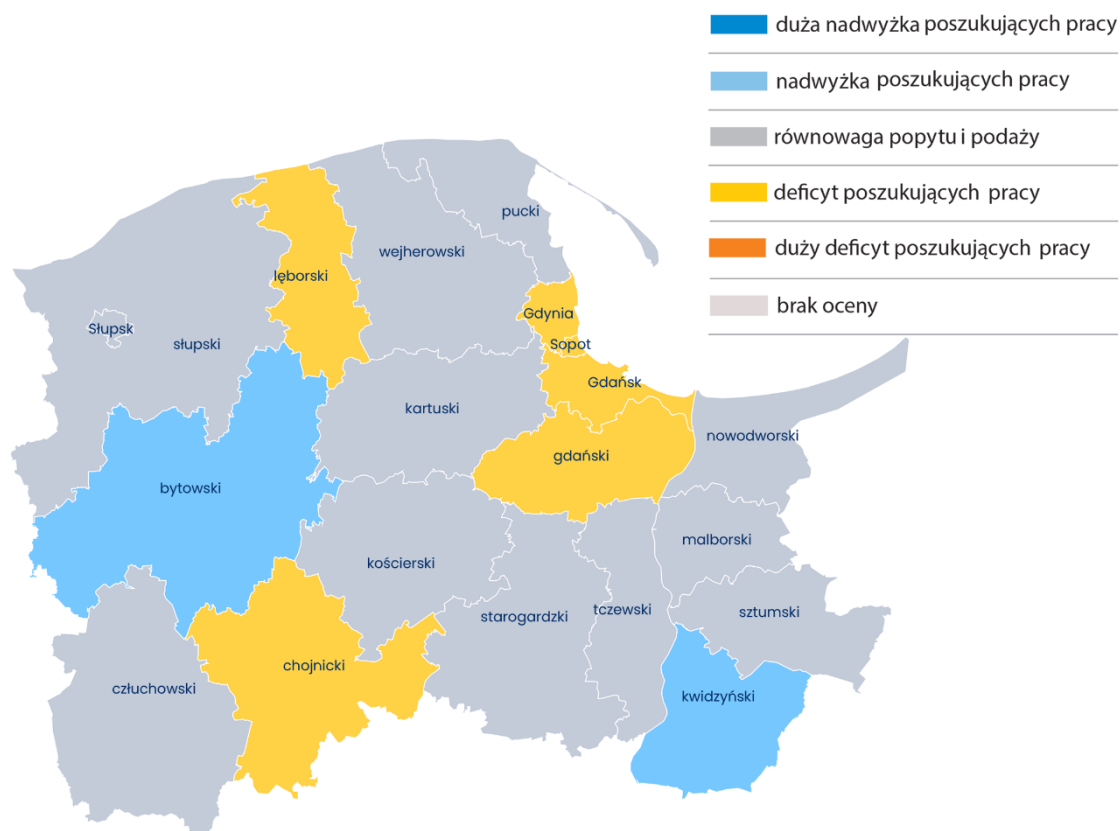 duża nadwyżka poszukujących pracy
nadwyżka poszukujących pracy
równowaga popytu i podaży
deficyt poszukujących pracy
duży deficyt poszukujących pracy
brak oceny
pucki
wejherowski
lęborski
Gdynia
Słupsk
słupski
Sopot
Gdańsk
kartuski
nowodworski
gdański
bytowski
malborski
kościerski
tczewski
sztumski
starogardzki
chojnicki
człuchowski
kwidzyński